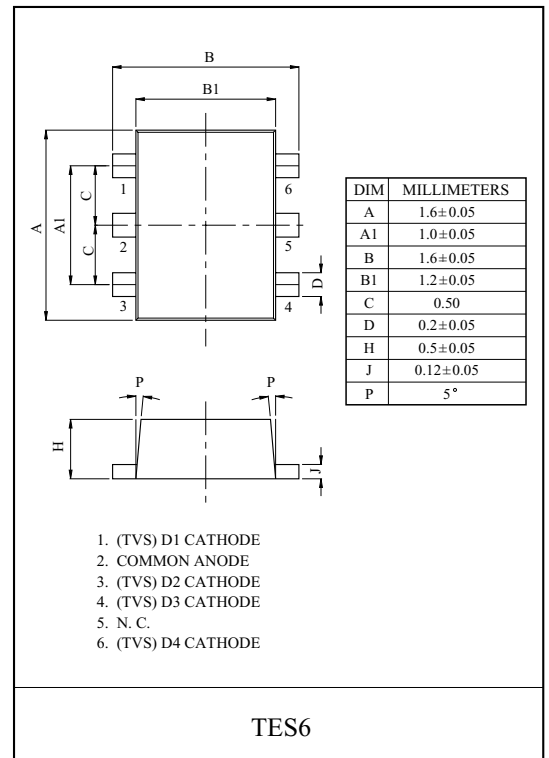 B
B1
A
A1
C
C
D
1
2
3
6
5
4
P
P
H
J
DIM MILLIMETERS
A 1.6±0.05
A1 1.0±0.05
B 1.6±0.05
B1 1.2±0.05
C 0.50
D 0.2±0.05
H 0.5±0.05
J 0.12±0.05
P 5°
1. (TVS) D1 CATHODE
2. COMMON ANODE
3. (TVS) D2 CATHODE
4. (TVS) D3 CATHODE
5. N. C.
6. (TVS) D4 CATHODE
TES6